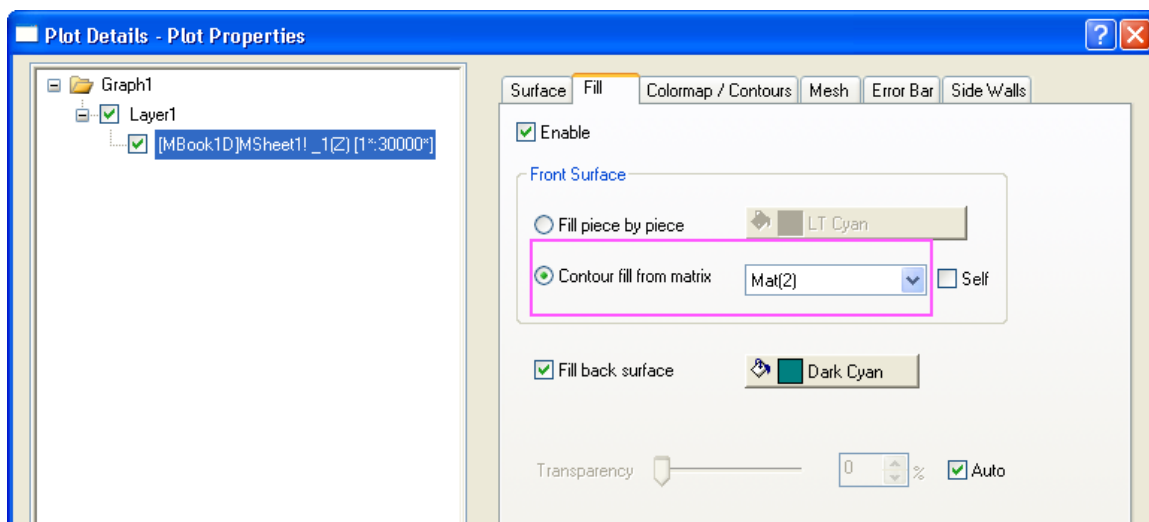 Plot Details - Plot Properties
Graph1
Layer1
[MBook1D]MSheet1! _1(Z) [1*:30000*]
Surface Fill Colormap / Contours Mesh Error Bar Side Walls
Enable
Front Surface
Fill piece by piece LT Cyan
Contour fill from matrix Mat(2) Self
Fill back surface Dark Cyan
Transparency 0 % Auto